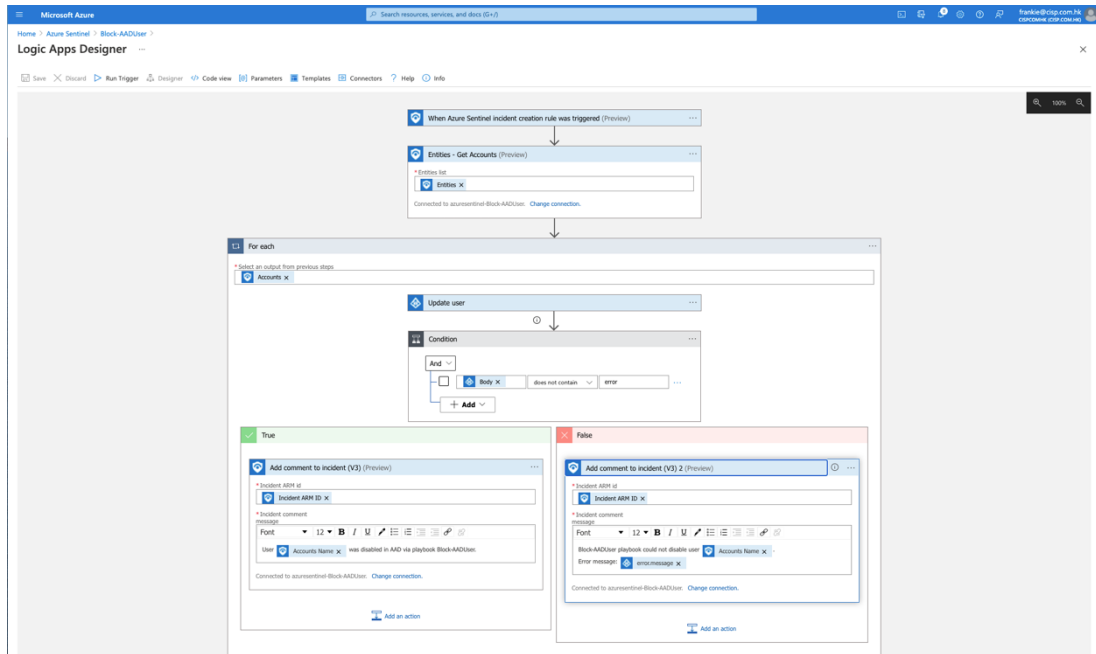 Microsoft Azure
Search resources, services, and docs (G+/)
frankie@cisp.com.hk
CISPCOMHK (CISP.COM.HK)
Home > Azure Sentinel > Block-AADUser >
Logic Apps Designer ...
Save Discard Run Trigger Designer Code view Parameters Templates Connectors ? Help Info
100%
When Azure Sentinel incident creation rule was triggered (Preview)
Entities - Get Accounts (Preview)
* Entities list
Entities ×
Connected to azuresentinel-Block-AADUser. Change connection.
For each
* Select an output from previous steps
Accounts ×
Update user
Condition
And
Body × does not contain error
+ Add
True
False
Add comment to incident (V3) (Preview)
* Incident ARM id
Incident ARM ID ×
* Incident comment
message
Font 12 B I U
User Accounts Name × was disabled in AAD via playbook Block-AADUser.
Connected to azuresentinel-Block-AADUser. Change connection.
Add an action
Add comment to incident (V3) 2 (Preview)
* Incident ARM id
Incident ARM ID ×
* Incident comment
message
Font 12 B I U
Block-AADUser playbook could not disable user Accounts Name × .
Error message: error.message ×
Connected to azuresentinel-Block-AADUser. Change connection.
Add an action